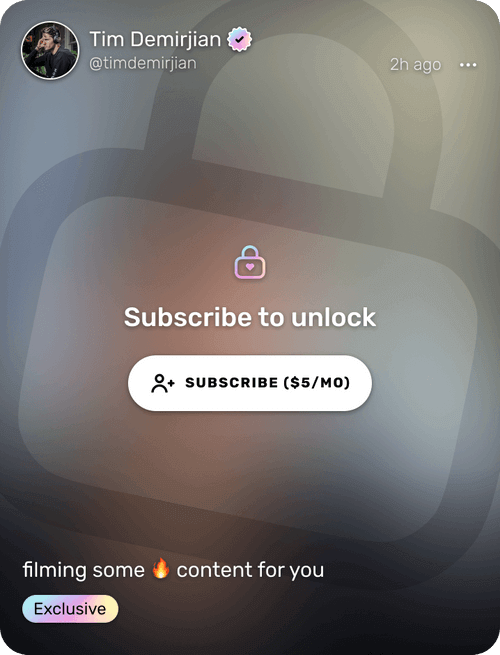 Tim Demirjian
@timdemirjian
2h ago
Subscribe to unlock
SUBSCRIBE ($5/MO)
filming some 🔥 content for you
Exclusive